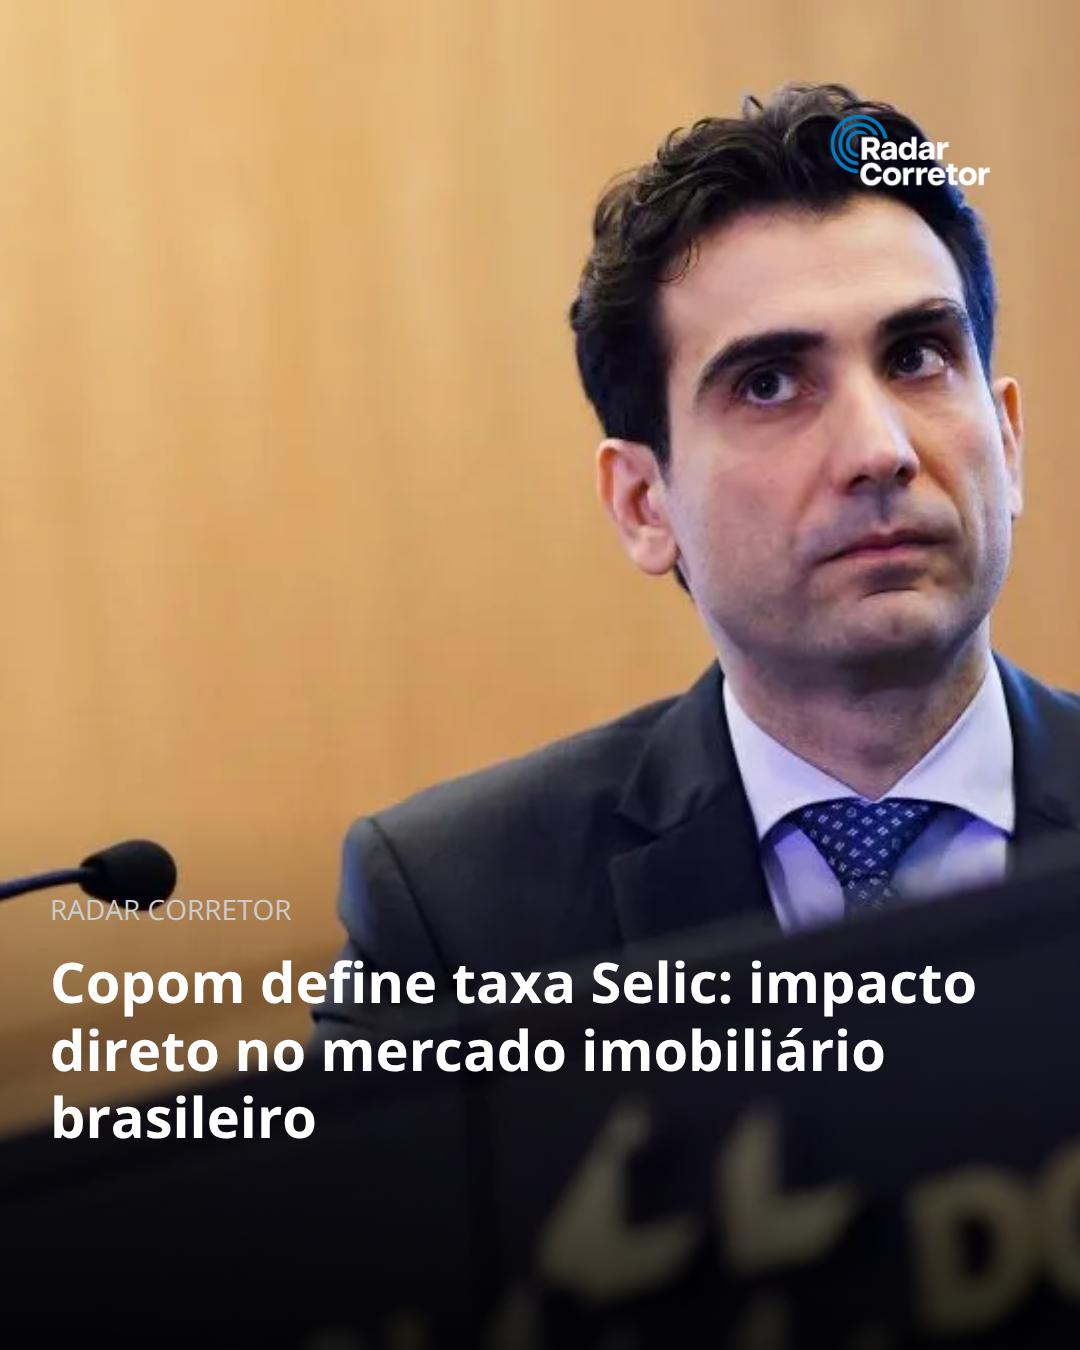 Radar
Corretor
RADAR CORRETOR
Copom define taxa Selic: impacto
direto no mercado imobiliário
brasileiro